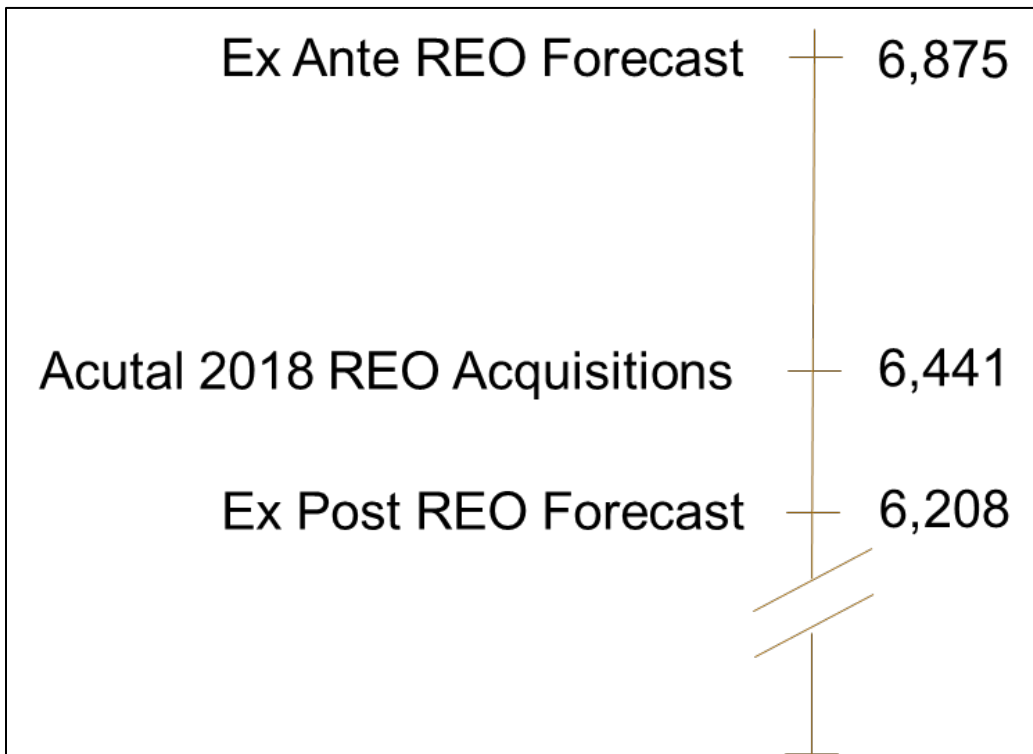 Ex Ante REO Forecast 6,875
Acutal 2018 REO Acquisitions 6,441
Ex Post REO Forecast 6,208